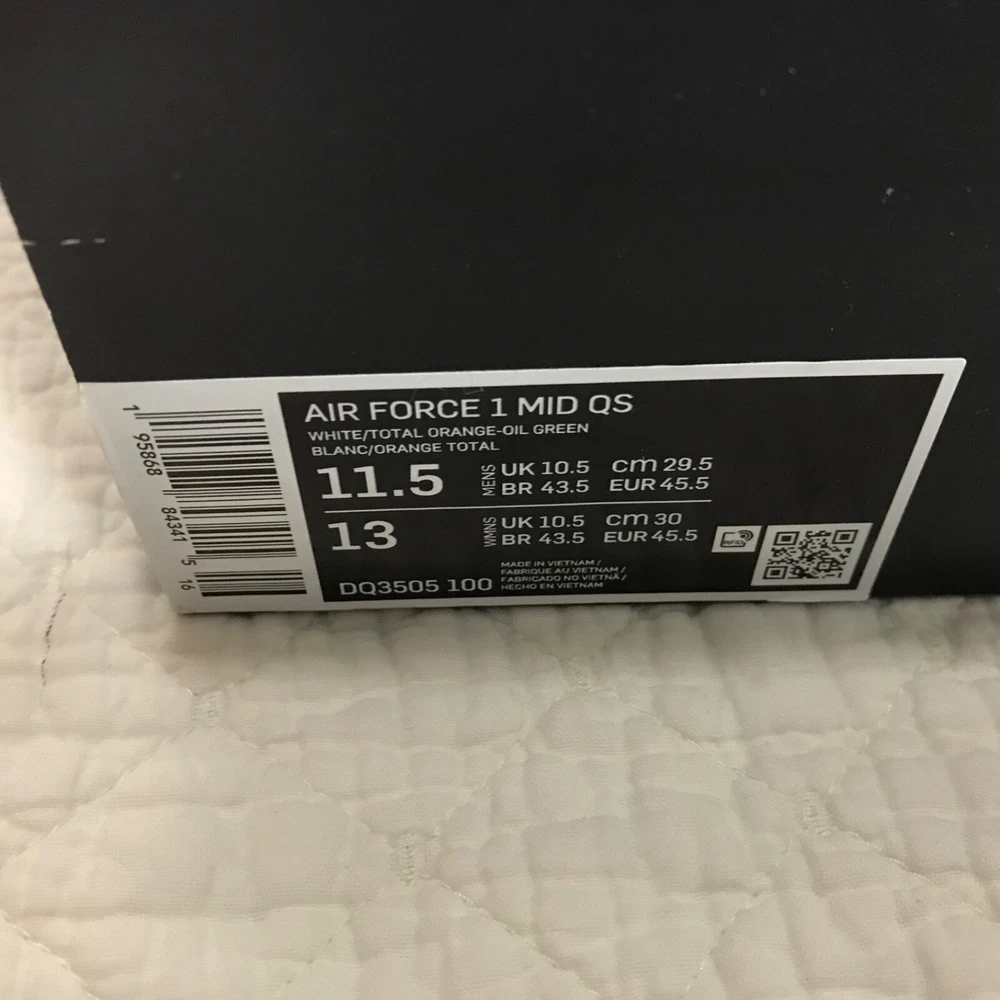 AIR FORCE 1 MID QS
WHITE/TOTAL ORANGE-OIL GREEN
BLANC/ORANGE TOTAL
11.5 MENS UK 10.5 cm 29.5
BR 43.5 EUR 45.5
13 WMNS UK 10.5 cm 30
BR 43.5 EUR 45.5
RFID
DQ3505 100
MADE IN VIETNAM /
FABRIQUE AU VIETNAM /
FABRICADO NO VIETNÃ /
HECHO EN VIETNAM
1 95868 84341 5 16